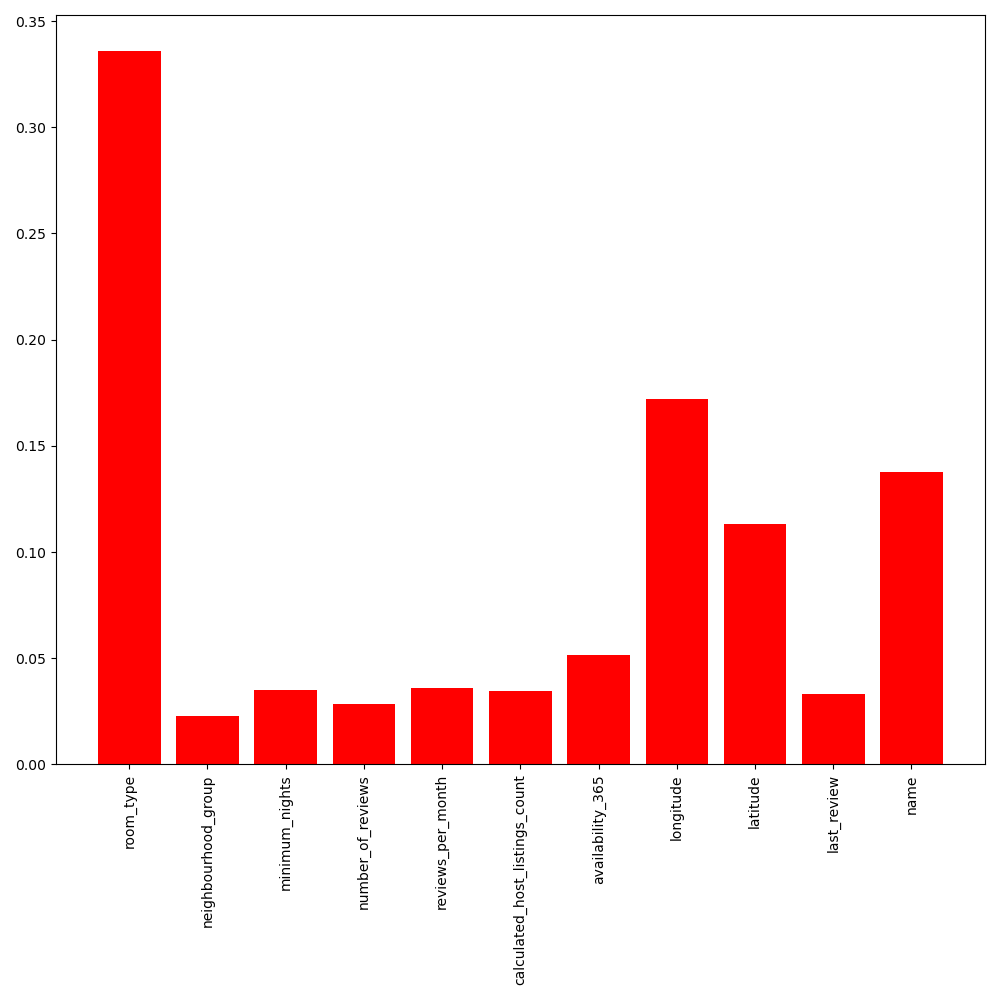 0.35
0.30
0.25
0.20
0.15
0.10
0.05
0.00
room_type
neighbourhood_group
minimum_nights
number_of_reviews
reviews_per_month
calculated_host_listings_count
availability_365
longitude
latitude
last_review
name